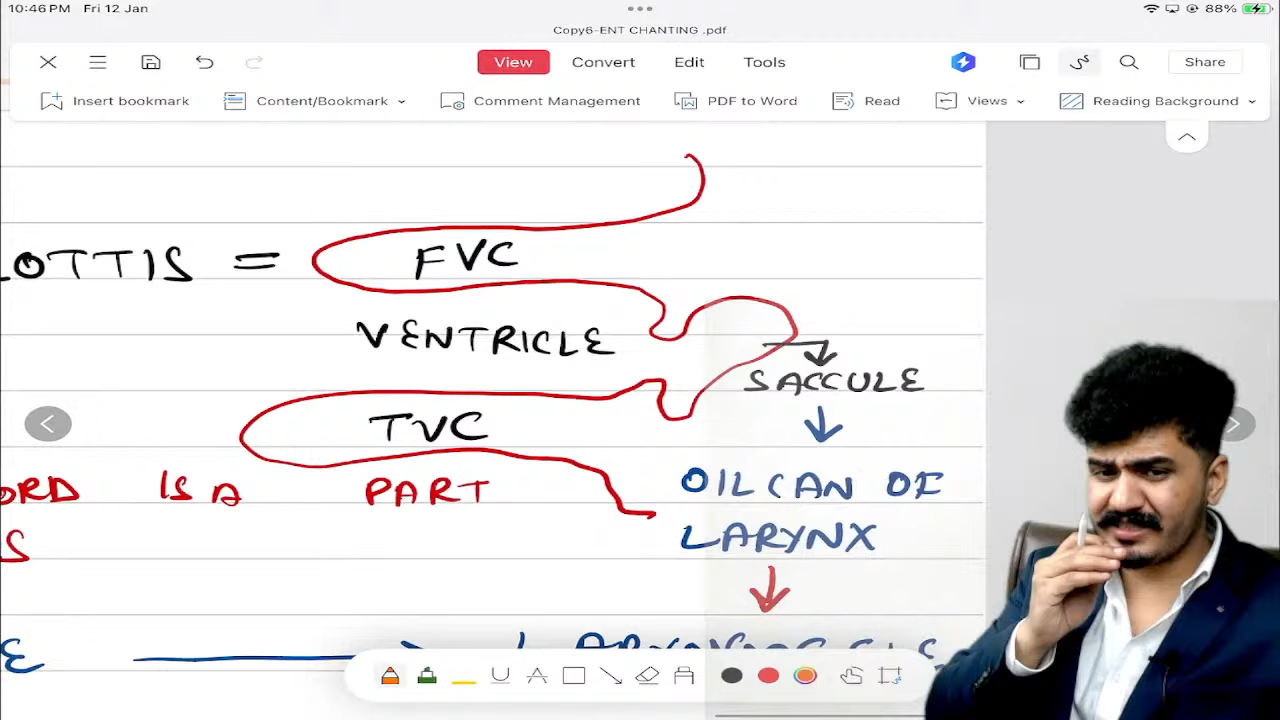 10:46 PM Fri 12 Jan
88%
Copy6-ENT CHANTING .pdf
View Convert Edit Tools Share
Insert bookmark Content/Bookmark Comment Management PDF to Word Read Views Reading Background
LOTTIS = FVC
VENTRICLE
SACCULE
TVC
ORD IS A PART
OILCAN OF
LARYNX
S
E